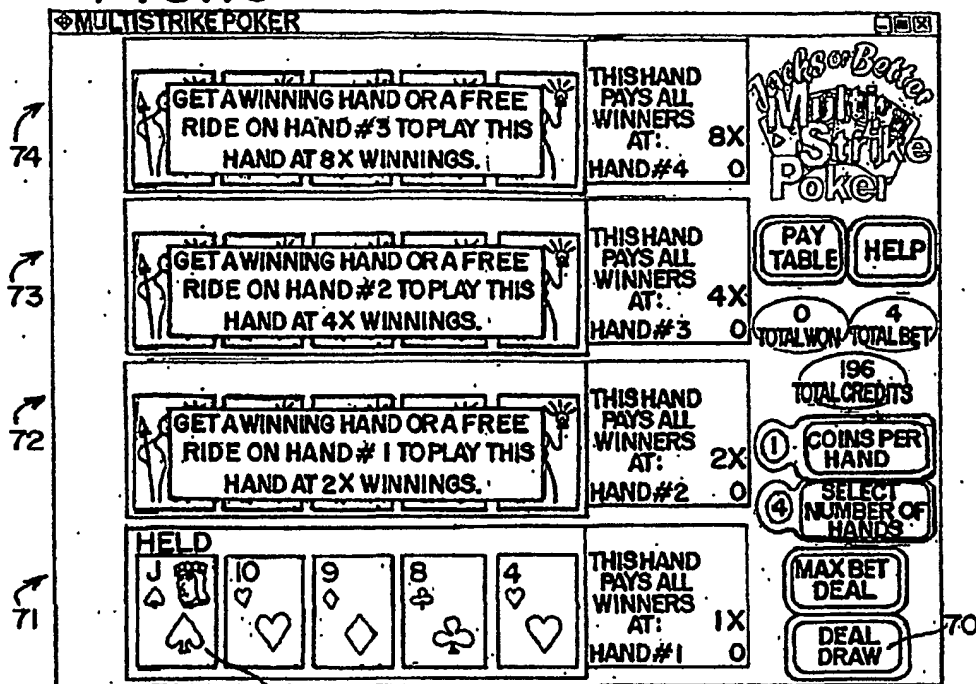 MULTISTRIKE POKER
74
GET A WINNING HAND OR A FREE
RIDE ON HAND #3 TO PLAY THIS
HAND AT 8X WINNINGS.
THIS HAND
PAYS ALL
WINNERS
AT: 8X
HAND#4 0
Jacks or Better
Multi
Strike
Poker
73
GET A WINNING HAND OR A FREE
RIDE ON HAND #2 TO PLAY THIS
HAND AT 4X WINNINGS.
THIS HAND
PAYS ALL
WINNERS
AT: 4X
HAND#3 0
PAY
TABLE
HELP
0
TOTAL WON
4
TOTAL BET
196
TOTAL CREDITS
72
GET A WINNING HAND OR A FREE
RIDE ON HAND #1 TO PLAY THIS
HAND AT 2X WINNINGS.
THIS HAND
PAYS ALL
WINNERS
AT: 2X
HAND#2 0
1
COINS PER
HAND
4
SELECT
NUMBER OF
HANDS
71
HELD
J 10 9 8 4
THIS HAND
PAYS ALL
WINNERS
AT: 1X
HAND#1 0
MAX BET
DEAL
DEAL
DRAW
70